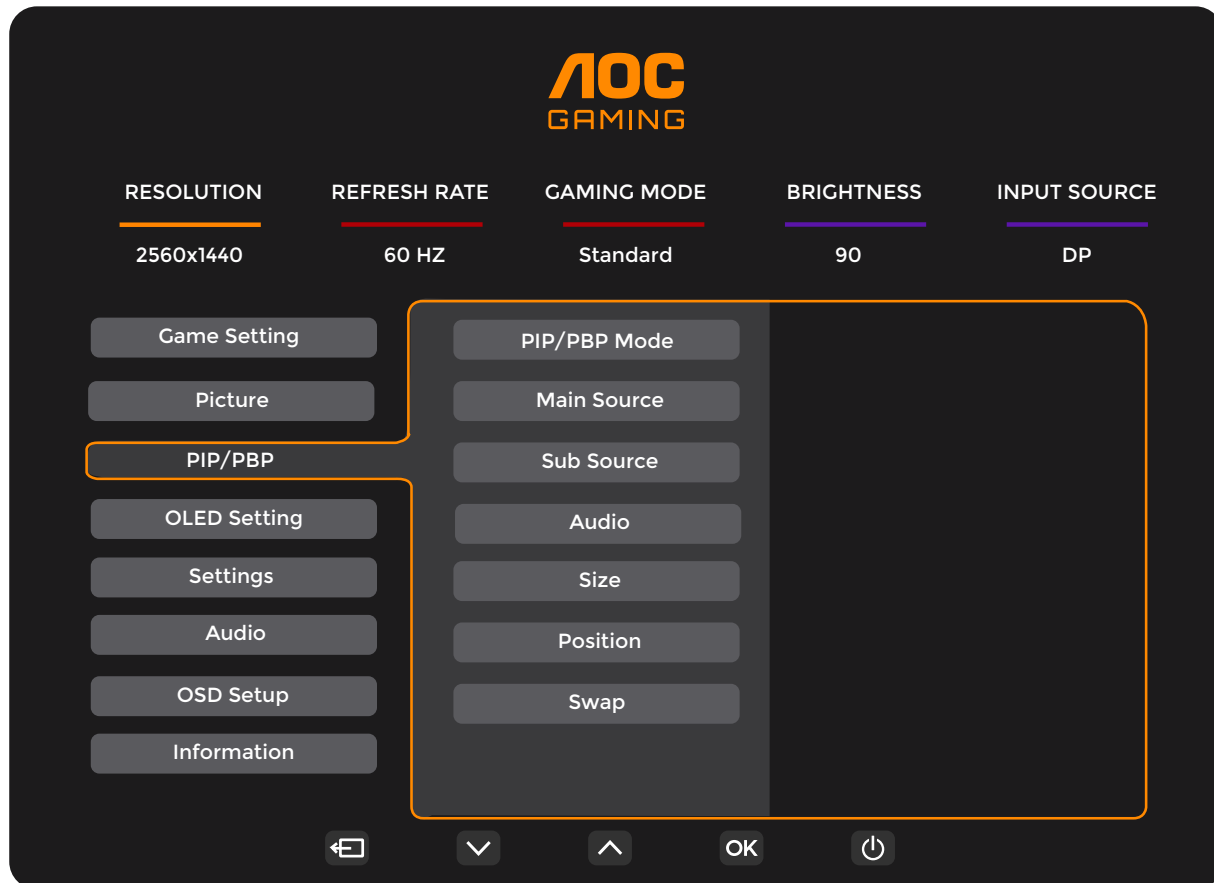 AOC
GAMING
RESOLUTION REFRESH RATE GAMING MODE BRIGHTNESS INPUT SOURCE
2560x1440 60 HZ Standard 90 DP
Game Setting
Picture
PIP/PBP
OLED Setting
Settings
Audio
OSD Setup
Information
PIP/PBP Mode
Main Source
Sub Source
Audio
Size
Position
Swap
OK